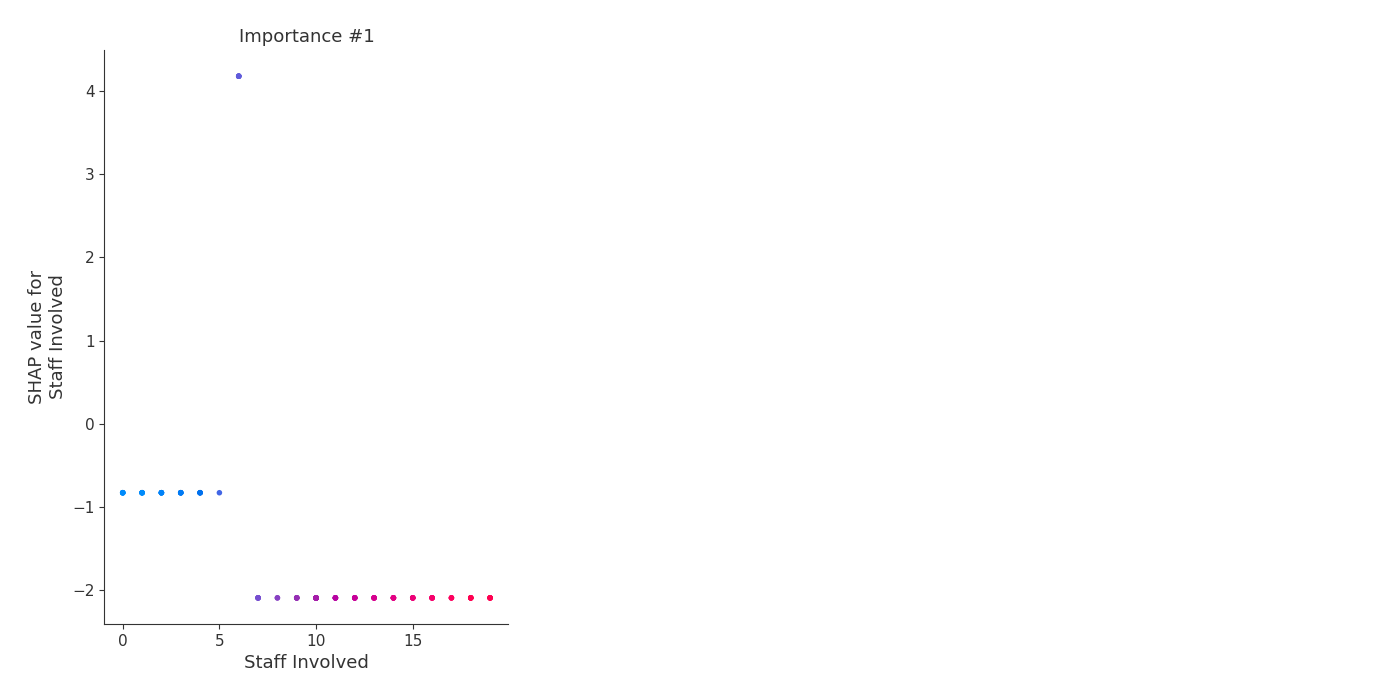 Importance #1
SHAP value for
Staff Involved
4
3
2
1
0
−1
−2
0 5 10 15
Staff Involved